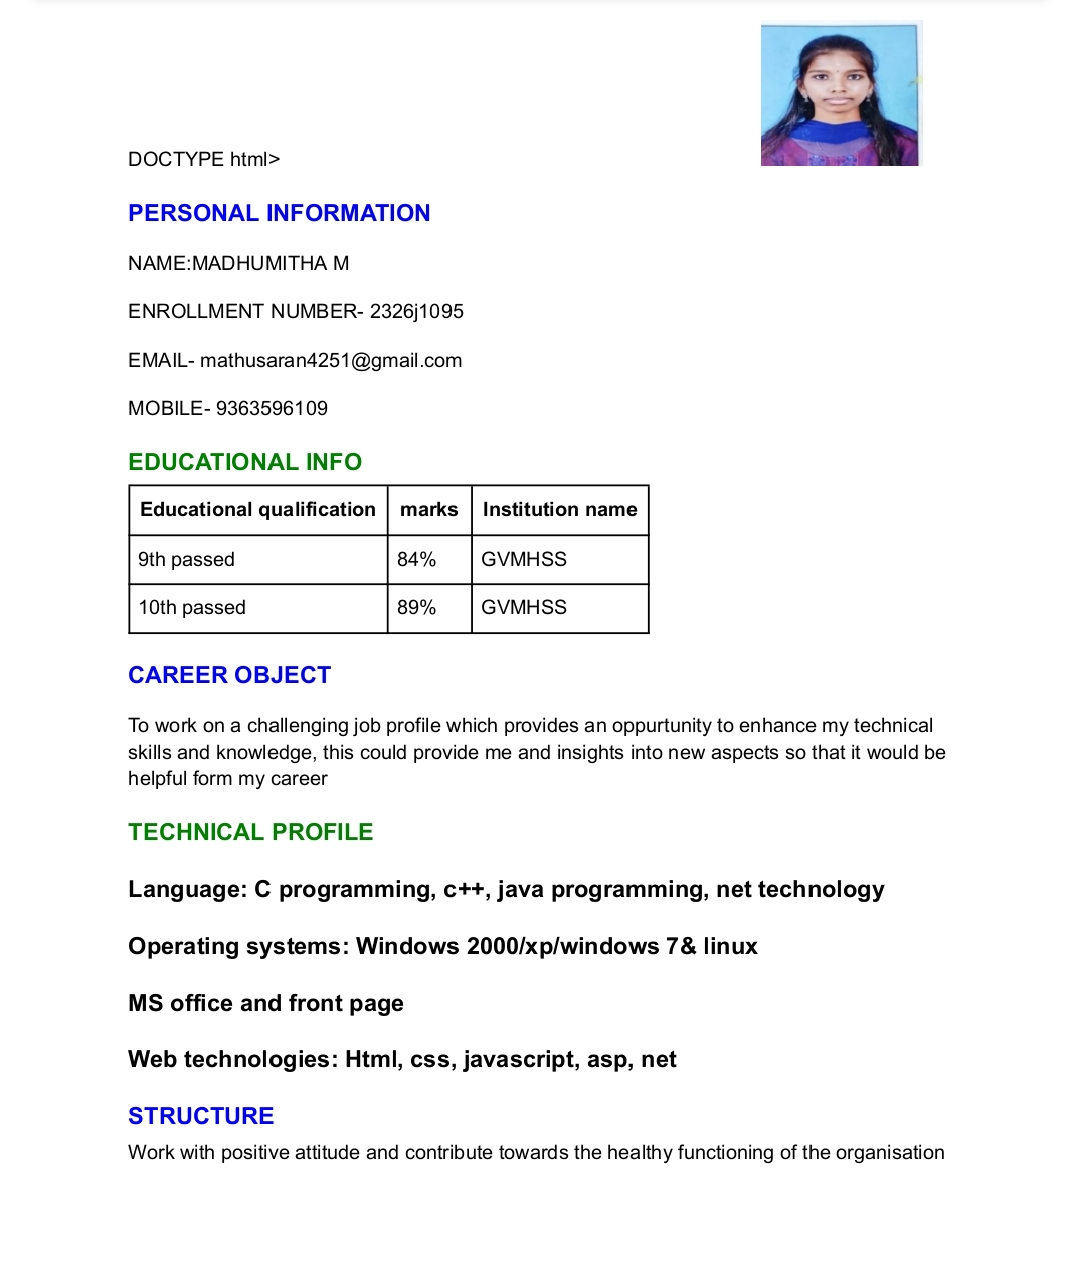 DOCTYPE html>
PERSONAL INFORMATION
NAME:MADHUMITHA M
ENROLLMENT NUMBER- 2326j1095
EMAIL- mathusaran4251@gmail.com
MOBILE- 9363596109
EDUCATIONAL INFO
Educational qualification marks Institution name
9th passed 84% GVMHSS
10th passed 89% GVMHSS
CAREER OBJECT
To work on a challenging job profile which provides an oppurtunity to enhance my technical
skills and knowledge, this could provide me and insights into new aspects so that it would be
helpful form my career
TECHNICAL PROFILE
Language: C programming, c++, java programming, net technology
Operating systems: Windows 2000/xp/windows 7& linux
MS office and front page
Web technologies: Html, css, javascript, asp, net
STRUCTURE
Work with positive attitude and contribute towards the healthy functioning of the organisation